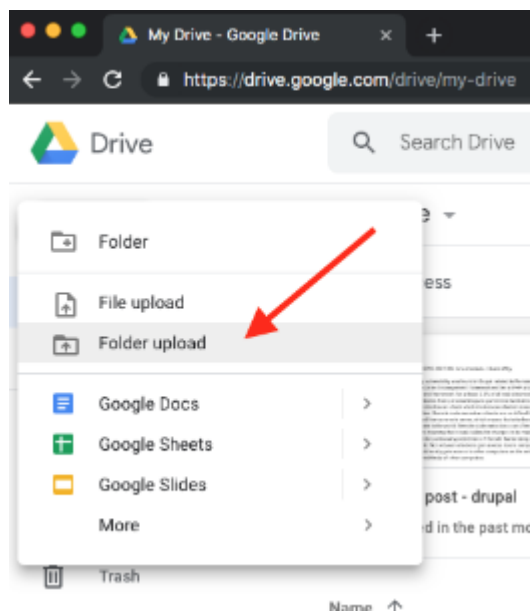 My Drive - Google Drive
https://drive.google.com/drive/my-drive
Drive
Search Drive
Folder
ess
File upload
Folder upload
Google Docs
Google Sheets
Google Slides
post - drupal
More
d in the past mo
Trash
Name